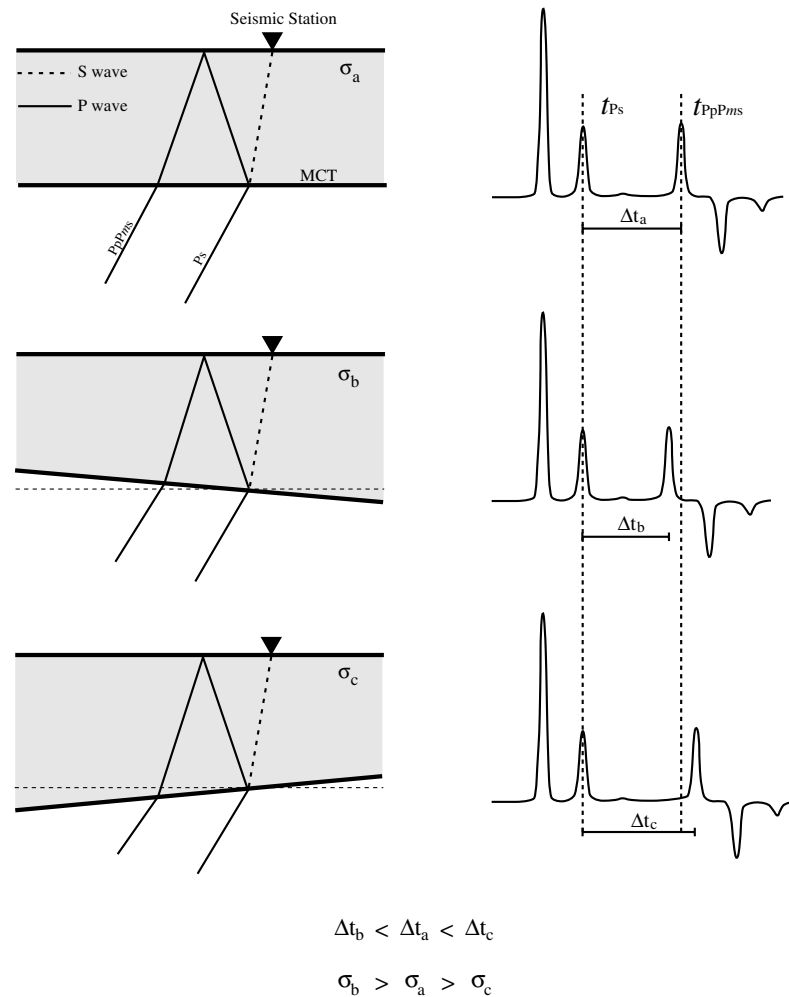 Seismic Station
σa
S wave
P wave
MCT
PpPms
Ps
tPs
tPpPms
Δta
σb
Δtb
σc
Δtc
Δtb < Δta < Δtc
σb > σa > σc